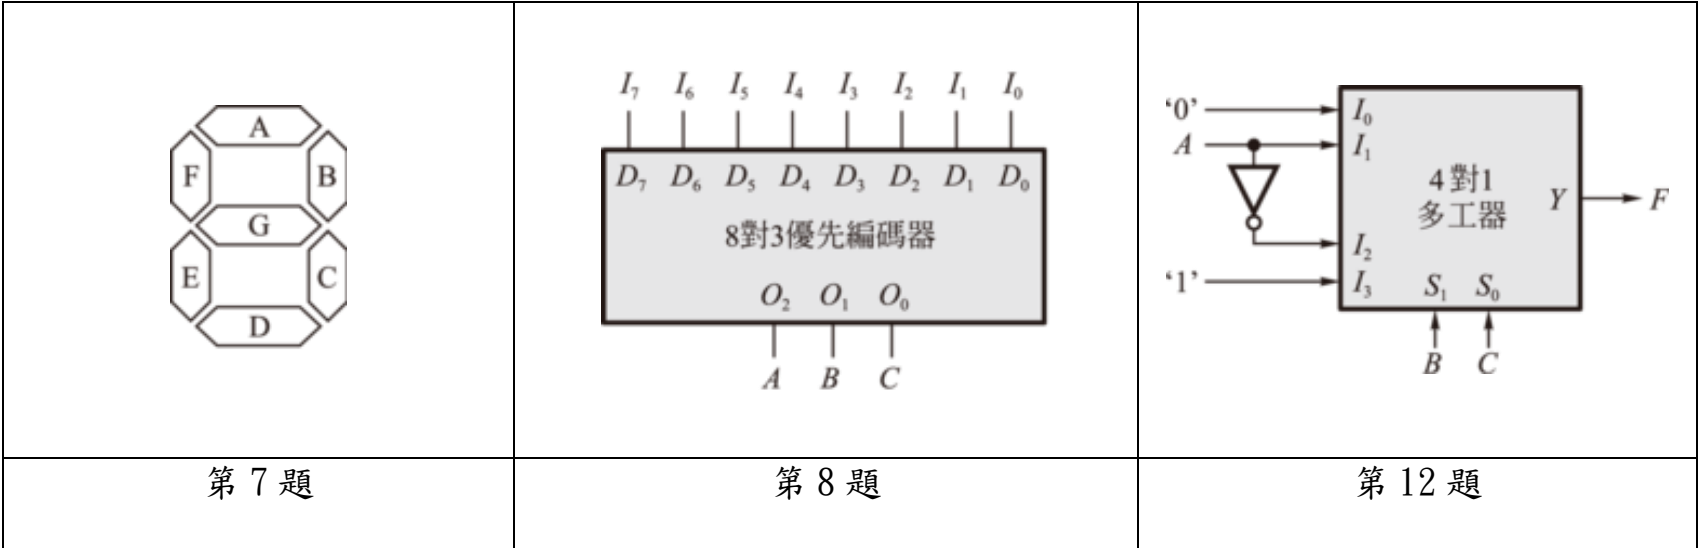 A
F B
G
E C
D
I₇ I₆ I₅ I₄ I₃ I₂ I₁ I₀
D₇ D₆ D₅ D₄ D₃ D₂ D₁ D₀
8對3優先編碼器
O₂ O₁ O₀
A B C
‘0’ I₀
A I₁
4對1
多工器
Y F
I₂
‘1’ I₃ S₁ S₀
B C
第 7 題
第 8 題
第 12 題